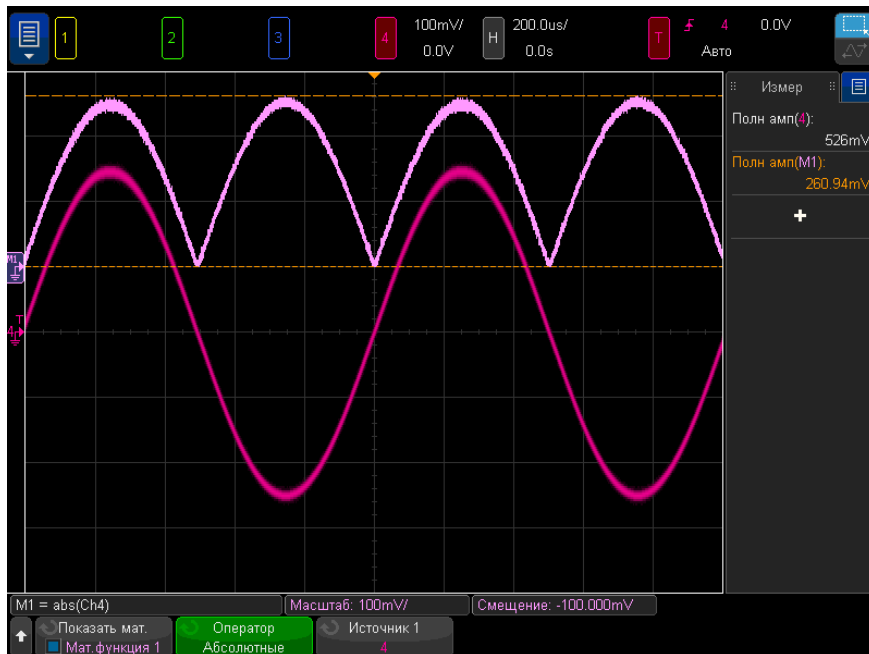 1 2 3 4 100mV/ 0.0V H 200.0us/ 0.0s T 4 0.0V Авто
Измер
Полн амп(4):
526mV
Полн амп(M1):
260.94mV
+
M1
T
4
M1 = abs(Ch4)
Масштаб: 100mV/
Смещение: -100.000mV
Показать мат.
Мат.функция 1
Оператор
Абсолютные
Источник 1
4